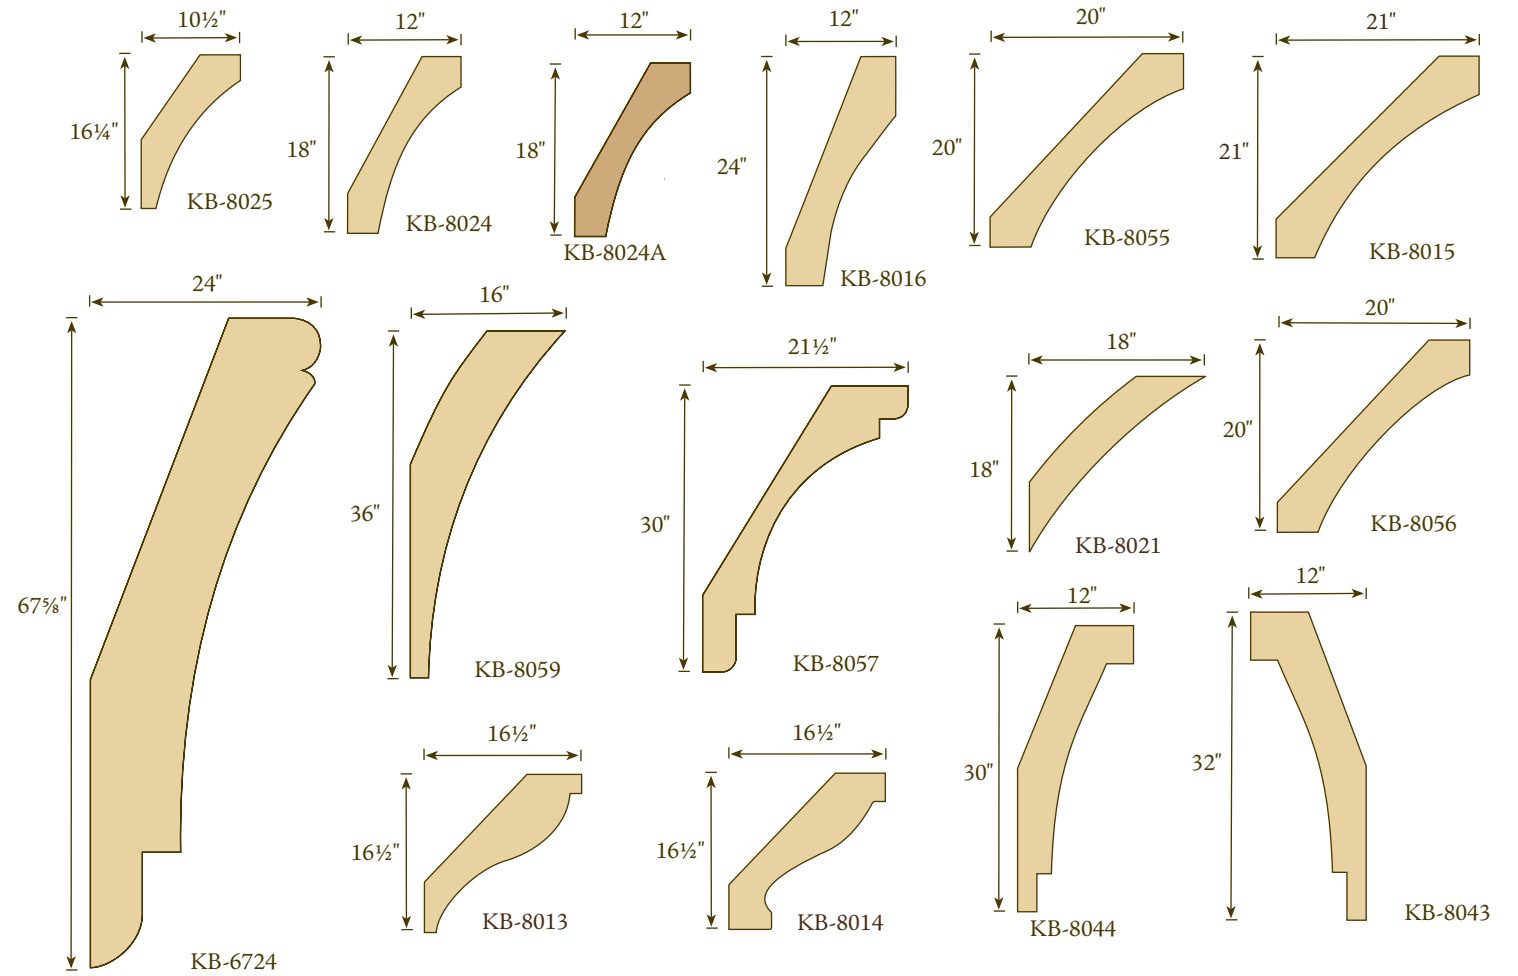 10½"
16¼"
KB-8025
12"
18"
KB-8024
12"
18"
KB-8024A
12"
24"
KB-8016
20"
20"
KB-8055
21"
21"
KB-8015
24"
67⅝"
KB-6724
16"
36"
KB-8059
21½"
30"
KB-8057
18"
18"
KB-8021
20"
20"
KB-8056
16½"
16½"
KB-8013
16½"
16½"
KB-8014
12"
30"
KB-8044
12"
32"
KB-8043